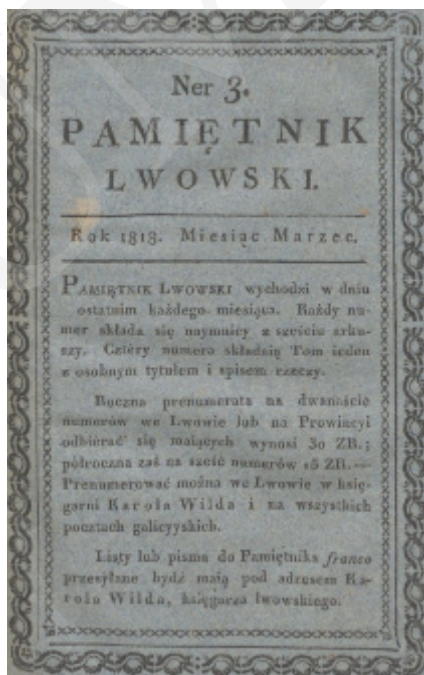 Ner 3.
PAMIĘTNIK
LWOWSKI.
Rok 1818. Miesiąc Marzec.
PAMIĘTNIK LWOWSKI wychodzi w dniu
ostatnim każdego miesiąca. Każdy nu-
mer składa się naymniey z sześciu arku-
szy. Cztéry numera składaią Tom ieden
z osobnym tytułem i spisem rzeczy.
Roczna prenumerata na dwanaście
numerów we Lwowie lub na Prowincyi
odbierać się maiących wynosi 30 ZR.;
półroczna zaś na sześć numerów 15 ZR. —
Prenumerować można we Lwowie w księ-
garni Karola Wilda i na wszystkich
pocztach galicyyskich.
Listy lub pisma do Pamiętnika franco
przesyłane bydź maią pod adresem Ka-
rola Wilda, księgarza lwowskiego.